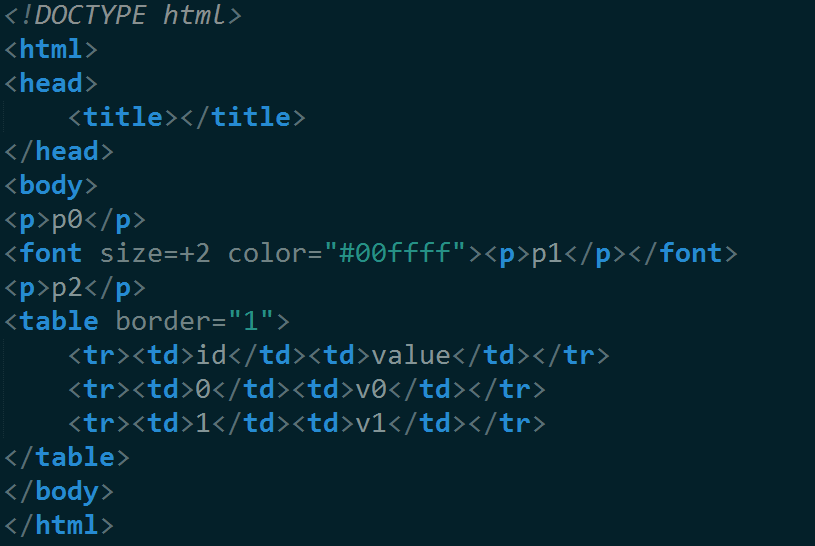 <!DOCTYPE html>
<html>
<head>
    <title></title>
</head>
<body>
<p>p0</p>
<font size=+2 color="#00ffff"><p>p1</p></font>
<p>p2</p>
<table border="1">
    <tr><td>id</td><td>value</td></tr>
    <tr><td>0</td><td>v0</td></tr>
    <tr><td>1</td><td>v1</td></tr>
</table>
</body>
</html>